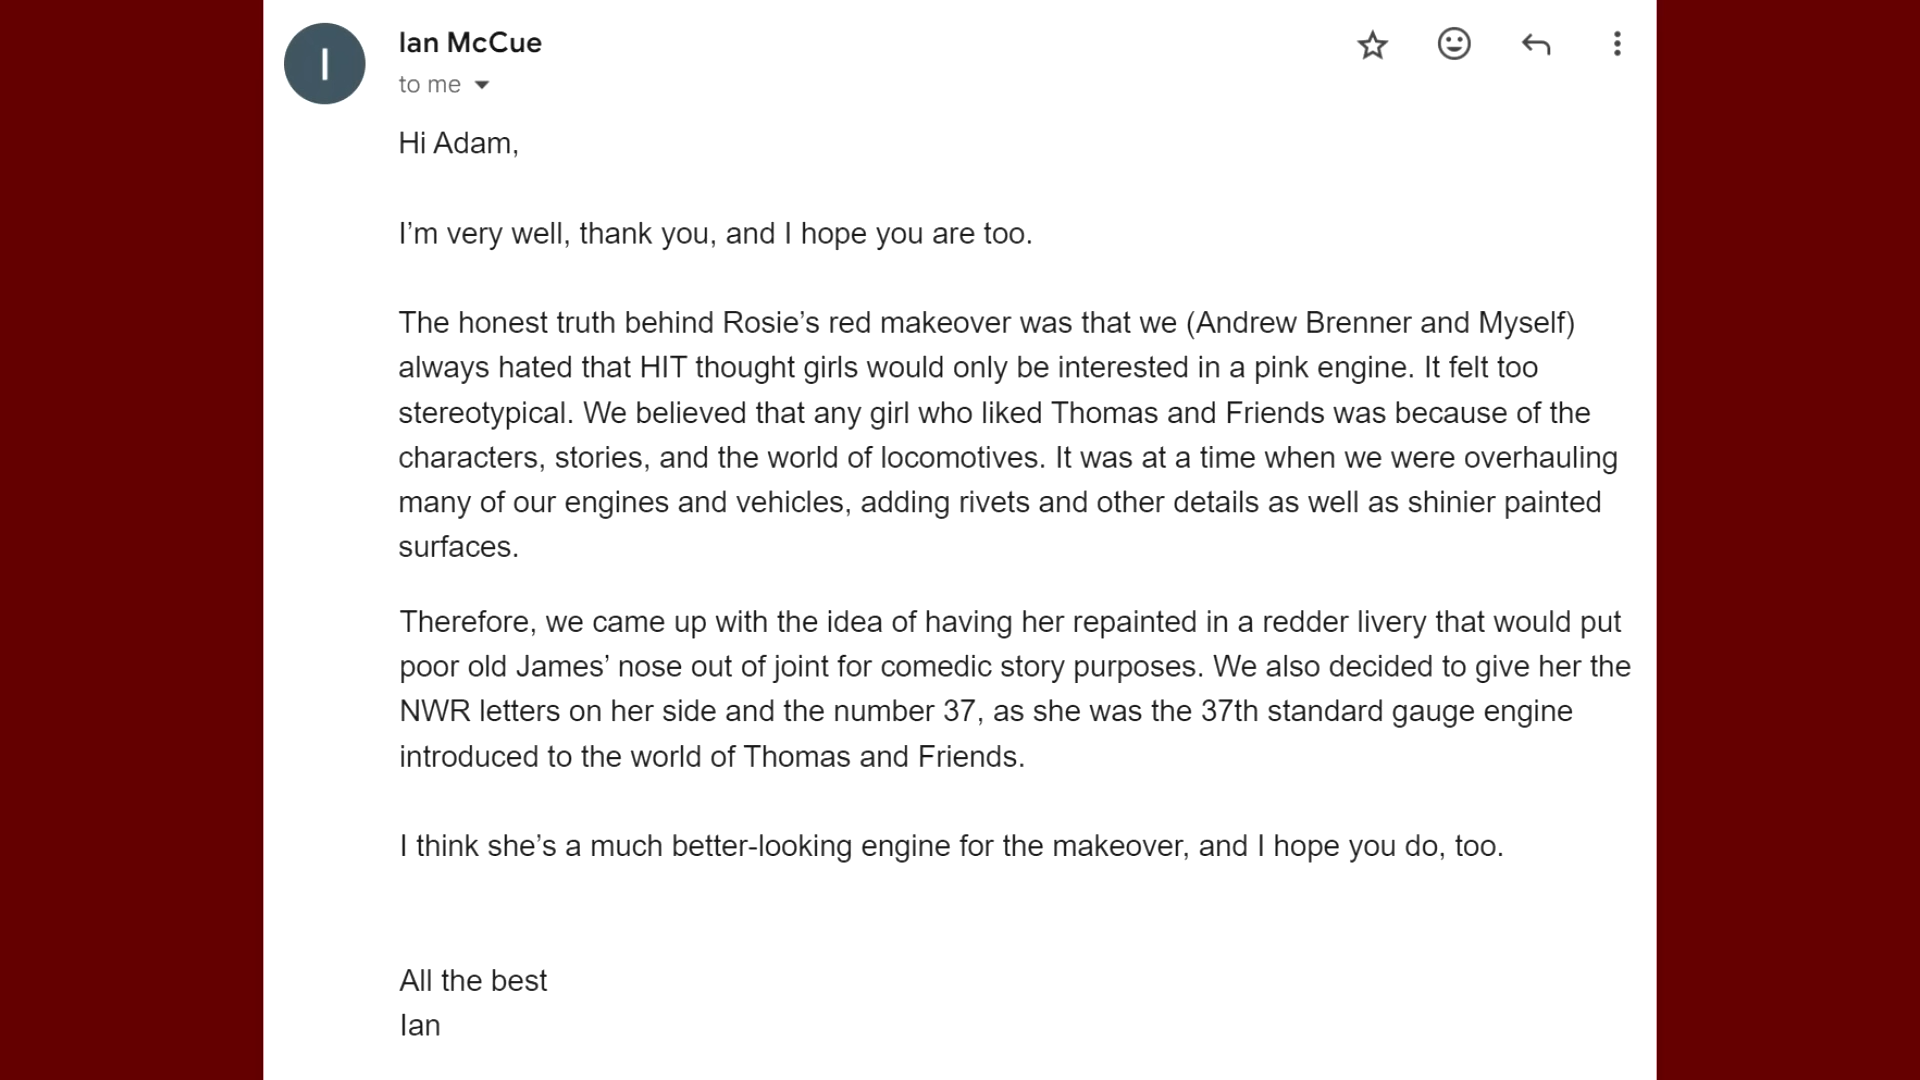 I
Ian McCue
to me
Hi Adam,
I’m very well, thank you, and I hope you are too.
The honest truth behind Rosie’s red makeover was that we (Andrew Brenner and Myself)
always hated that HIT thought girls would only be interested in a pink engine. It felt too
stereotypical. We believed that any girl who liked Thomas and Friends was because of the
characters, stories, and the world of locomotives. It was at a time when we were overhauling
many of our engines and vehicles, adding rivets and other details as well as shinier painted
surfaces.
Therefore, we came up with the idea of having her repainted in a redder livery that would put
poor old James’ nose out of joint for comedic story purposes. We also decided to give her the
NWR letters on her side and the number 37, as she was the 37th standard gauge engine
introduced to the world of Thomas and Friends.
I think she’s a much better-looking engine for the makeover, and I hope you do, too.
All the best
Ian